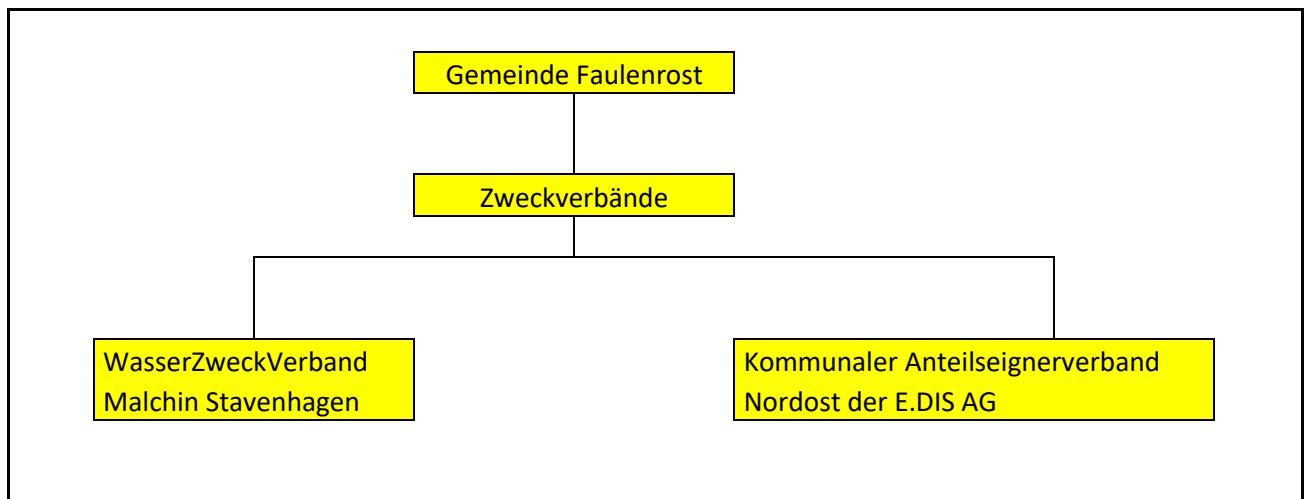 Gemeinde Faulenrost
Zweckverbände
WasserZweckVerband
Malchin Stavenhagen
Kommunaler Anteilseignerverband
Nordost der E.DIS AG